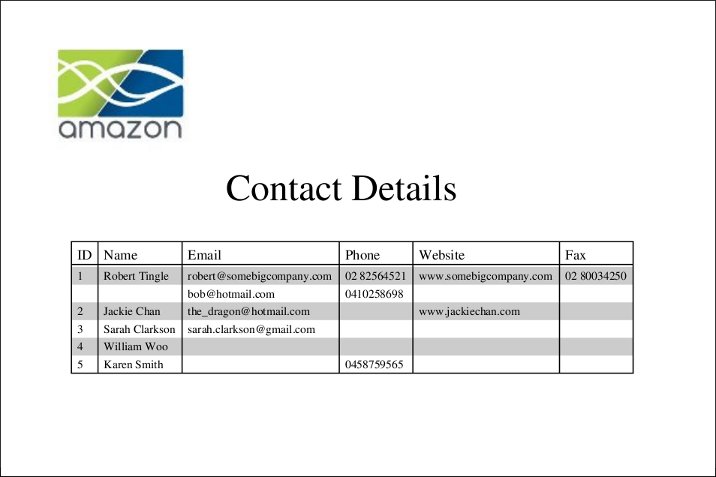 amazon
Contact Details
ID Name Email Phone Website Fax
1 Robert Tingle robert@somebigcompany.com 02 82564521 www.somebigcompany.com 02 80034250
bob@hotmail.com 0410258698
2 Jackie Chan the_dragon@hotmail.com www.jackiechan.com
3 Sarah Clarkson sarah.clarkson@gmail.com
4 William Woo
5 Karen Smith 0458759565